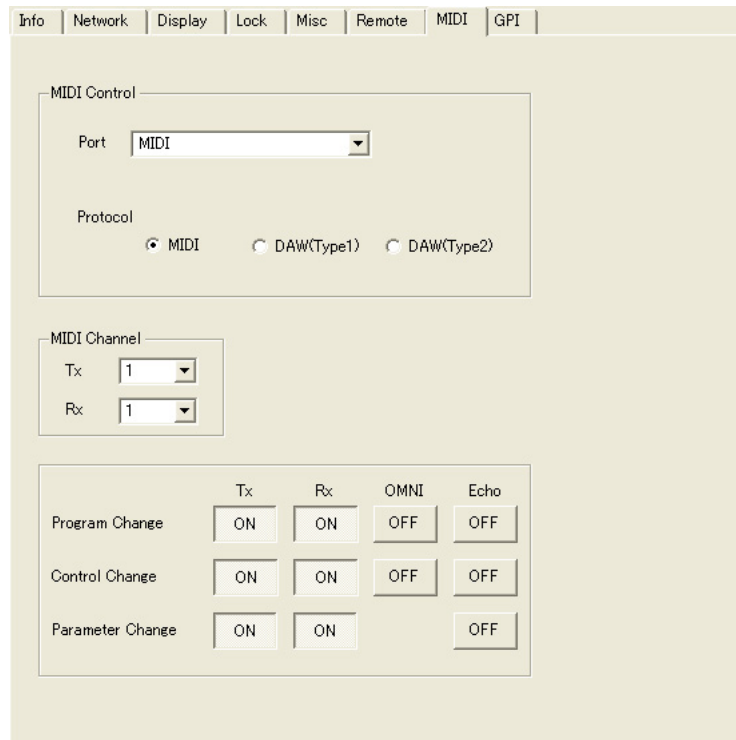 Info Network Display Lock Misc Remote MIDI GPI
MIDI Control
Port MIDI
Protocol
MIDI DAW(Type1) DAW(Type2)
MIDI Channel
Tx 1
Rx 1
Tx Rx OMNI Echo
Program Change ON ON OFF OFF
Control Change ON ON OFF OFF
Parameter Change ON ON OFF